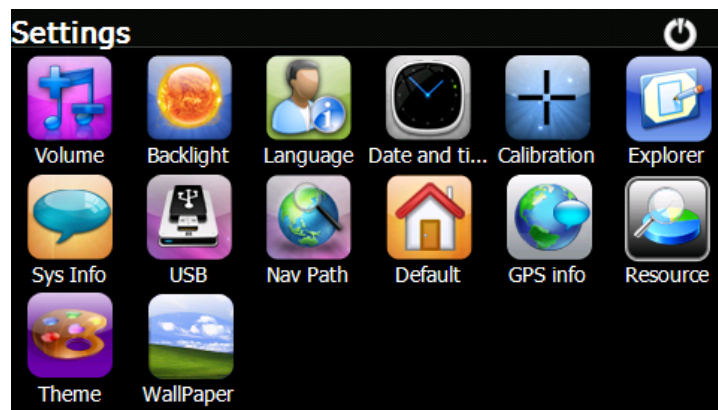 Settings
Volume Backlight Language Date and ti... Calibration Explorer
Sys Info USB Nav Path Default GPS info Resource
Theme WallPaper